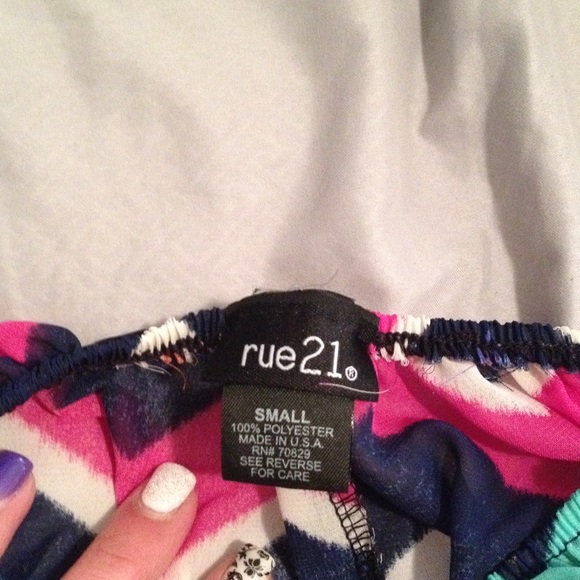 rue21®
SMALL
100% POLYESTER
MADE IN U.S.A.
RN# 70829
SEE REVERSE
FOR CARE